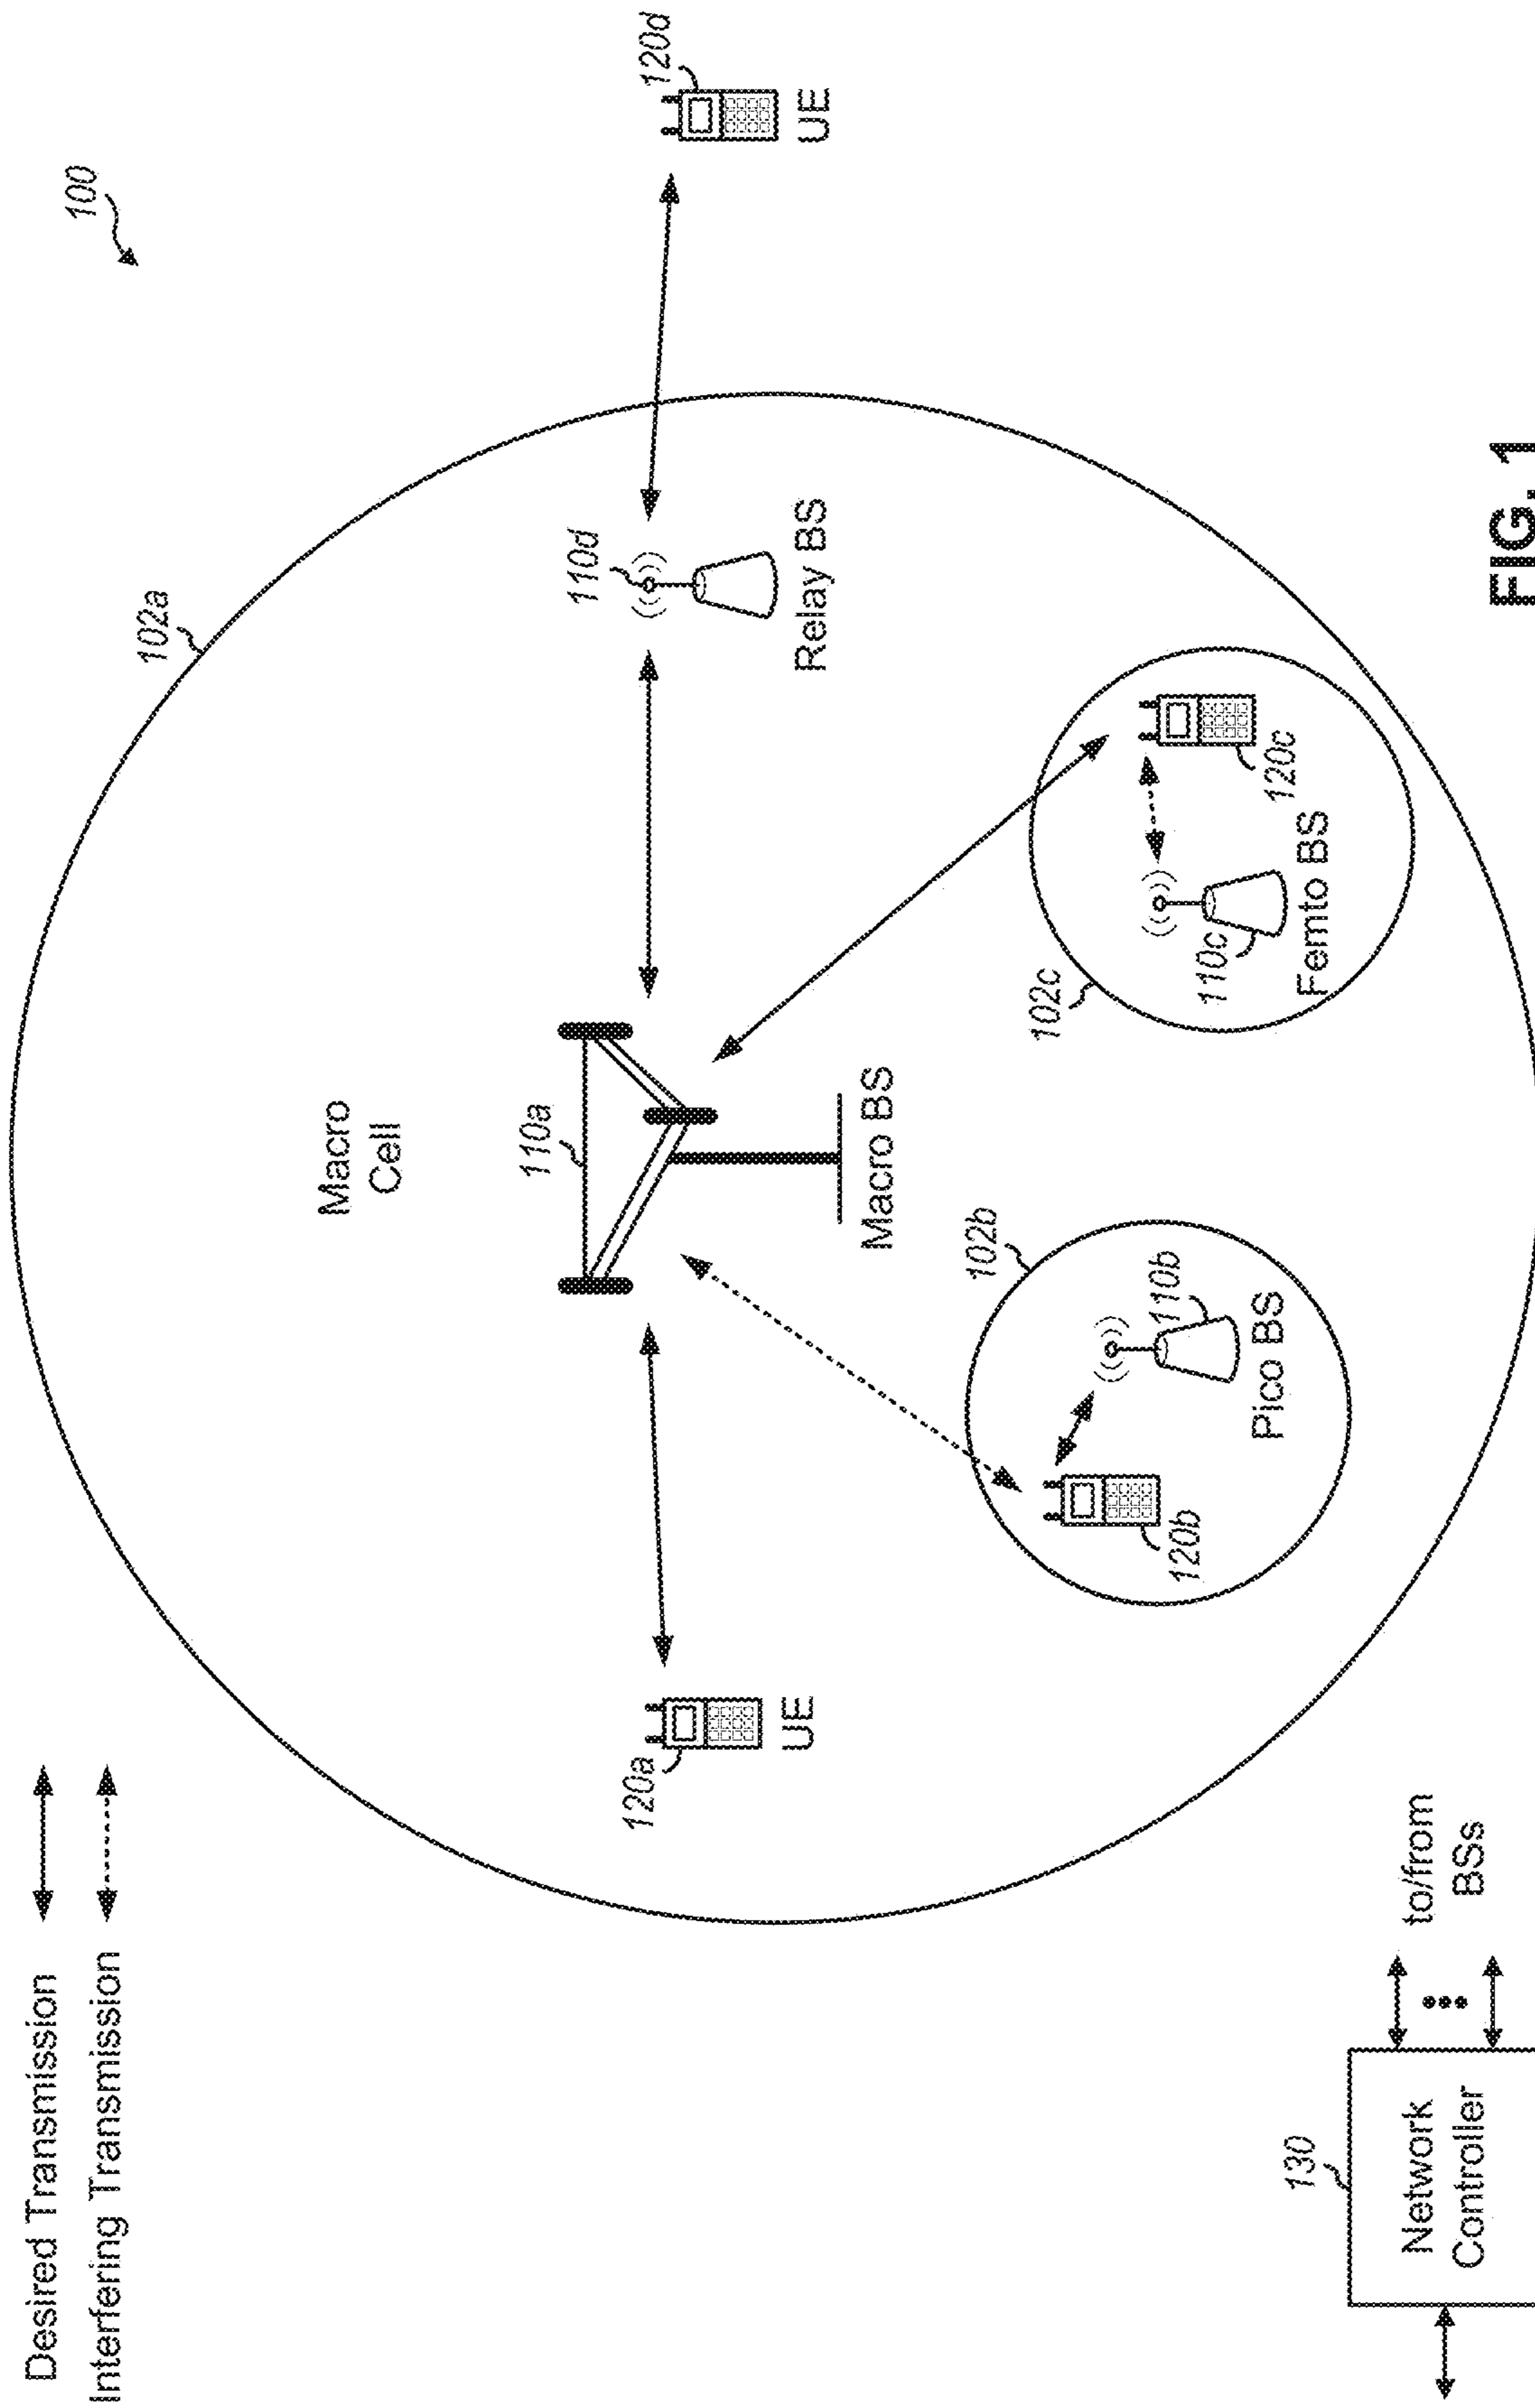 Desired Transmission
Interfering Transmission
100
102a
Macro
Cell
110a
Macro BS
110d
Relay BS
120d
UE
120a
UE
102b
110b
Pico BS
120b
102c
110c
Femto BS
120c
130
Network
Controller
to/from
BSs
FIG. 1